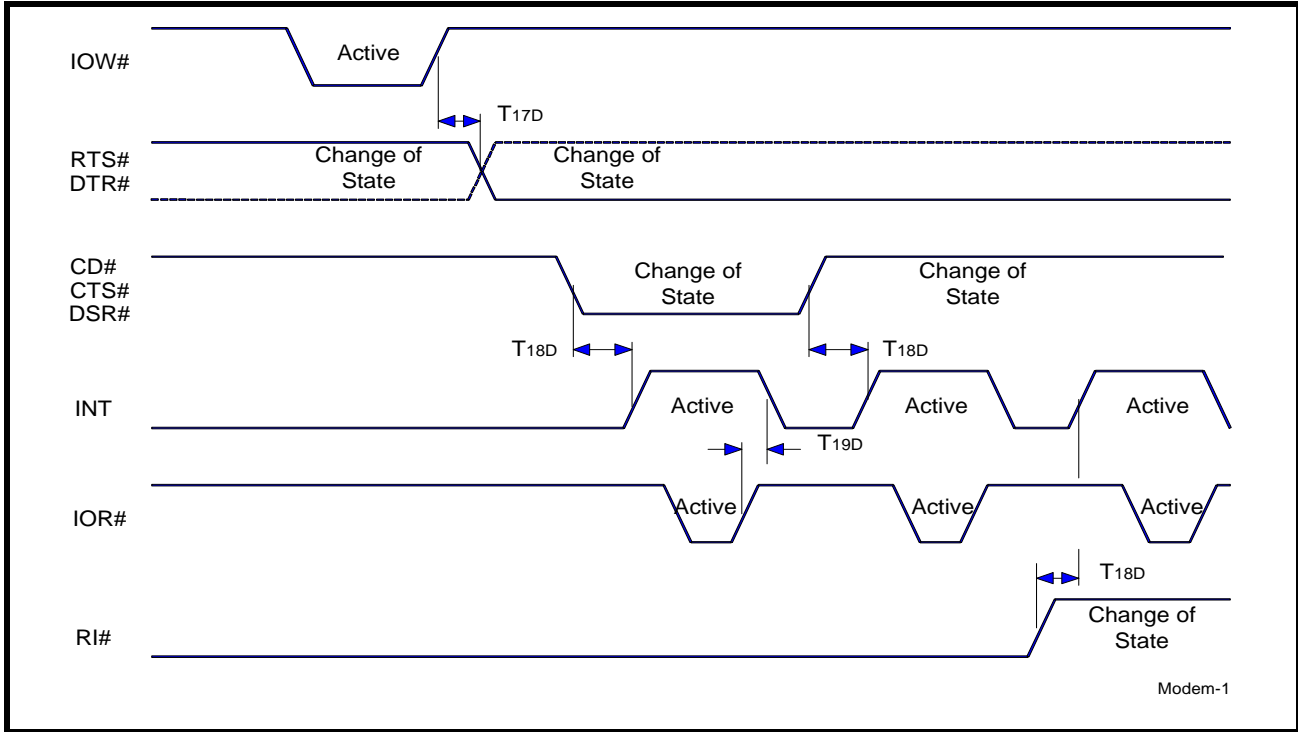 IOW#
Active
T17D
RTS#
DTR#
Change of
State
Change of
State
CD#
CTS#
DSR#
Change of
State
Change of
State
T18D
T18D
INT
Active
Active
Active
T19D
IOR#
Active
Active
Active
T18D
RI#
Change of
State
Modem-1